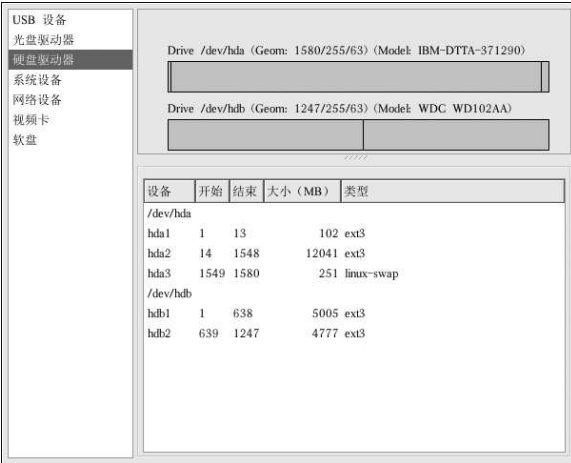 USB 设备
光盘驱动器
硬盘驱动器
系统设备
网络设备
视频卡
软盘
Drive /dev/hda (Geom: 1580/255/63) (Model: IBM-DTTA-371290)
Drive /dev/hdb (Geom: 1247/255/63) (Model: WDC WD102AA)
设备 开始 结束 大小（MB） 类型
/dev/hda
hda1 1 13 102 ext3
hda2 14 1548 12041 ext3
hda3 1549 1580 251 linux-swap
/dev/hdb
hdb1 1 638 5005 ext3
hdb2 639 1247 4777 ext3